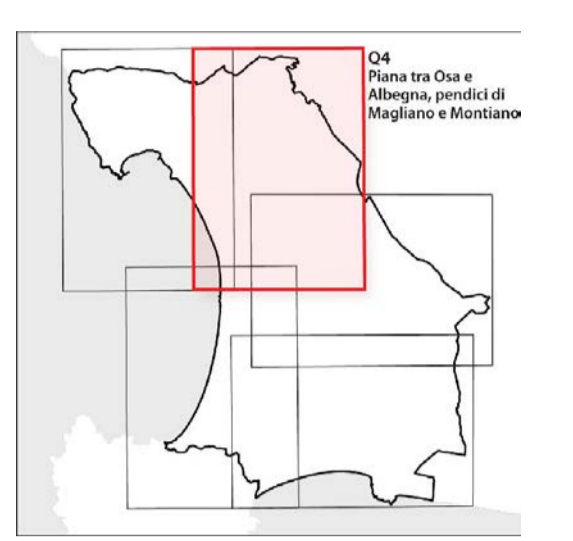 Q4
Piana tra Osa e
Albegna, pendici di
Magliano e Montiano